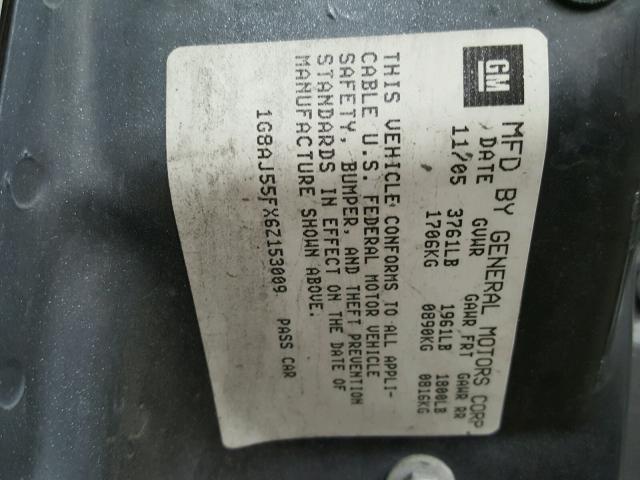 GM
MFD BY GENERAL MOTORS CORP
DATE GVWR GAWR FRT GAWR RR
11/05 3761LB 1961LB 1800LB
1706KG 0890KG 0816KG
THIS VEHICLE CONFORMS TO ALL APPLI-
CABLE U.S. FEDERAL MOTOR VEHICLE
SAFETY, BUMPER, AND THEFT PREVENTION
STANDARDS IN EFFECT ON THE DATE OF
MANUFACTURE SHOWN ABOVE.
1G8AJ55FX6Z153009 PASS CAR